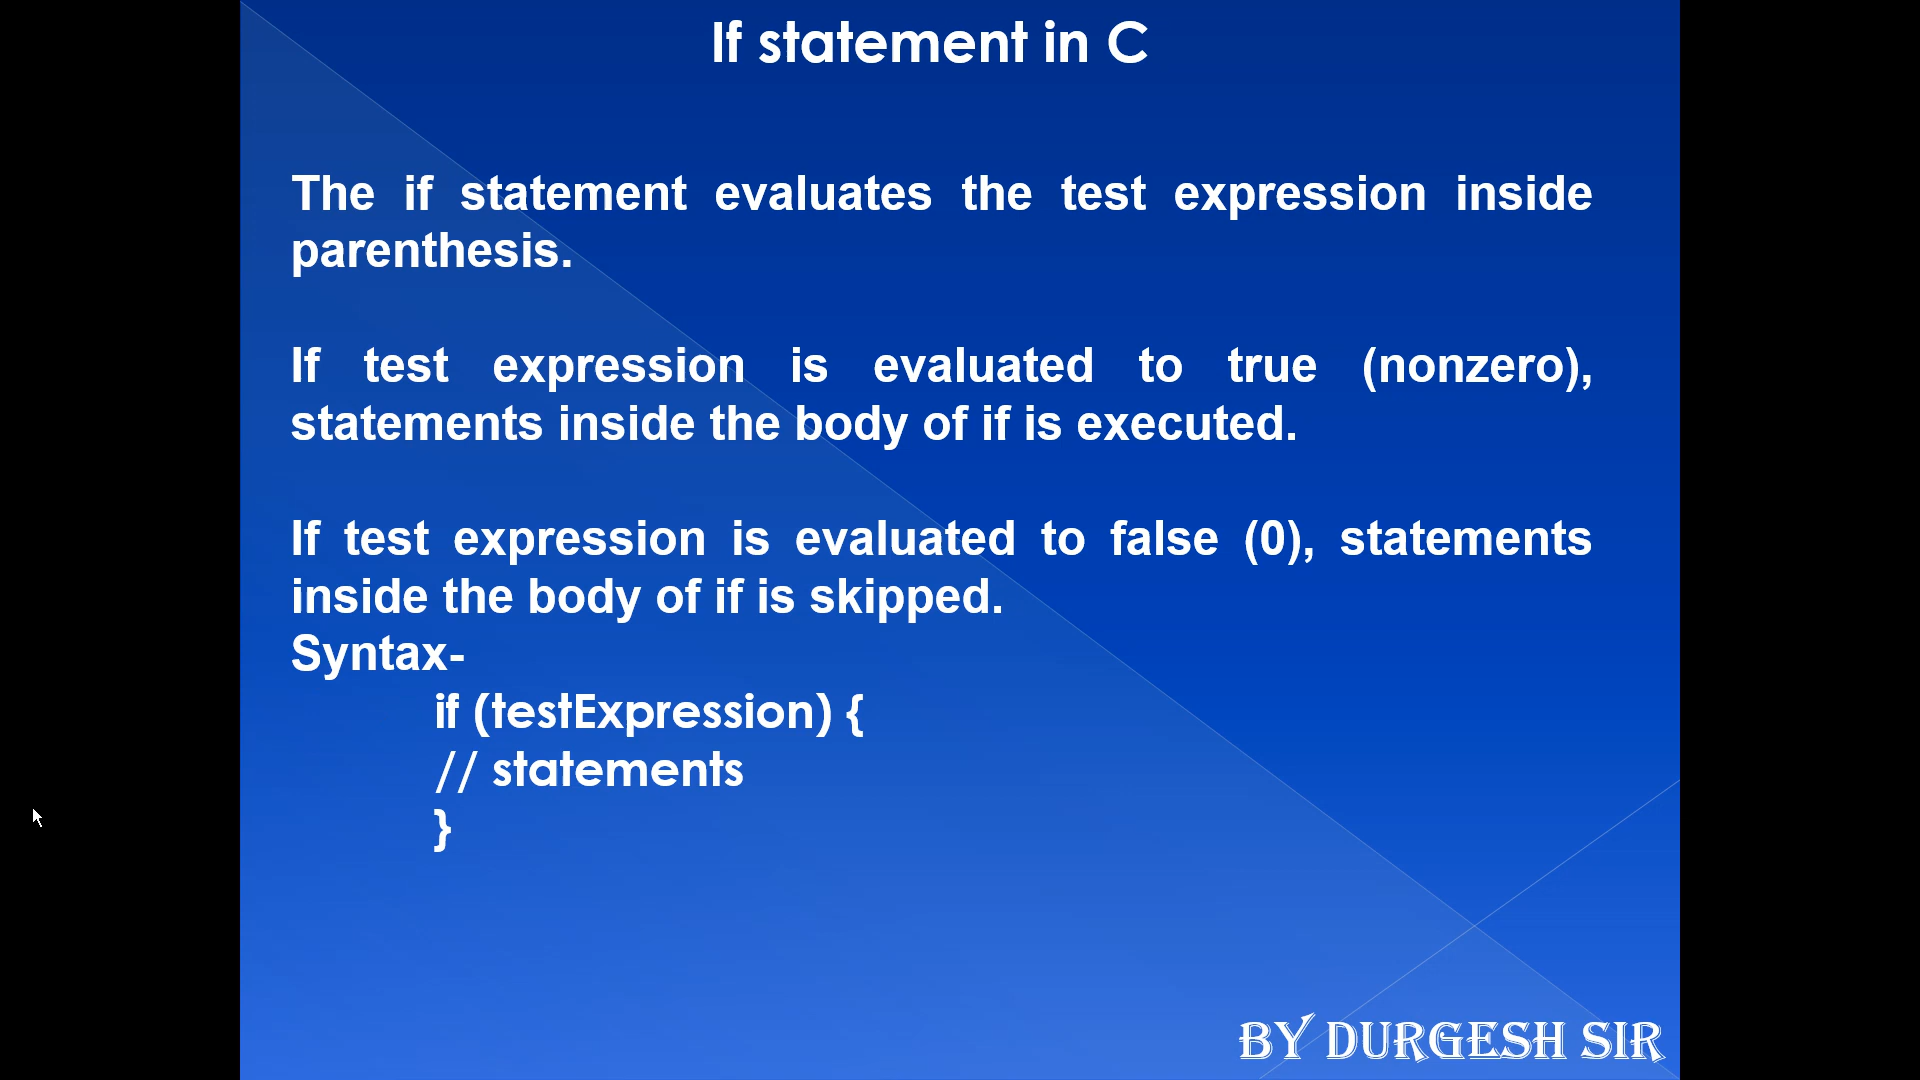 If statement in C
The if statement evaluates the test expression inside
parenthesis.
If test expression is evaluated to true (nonzero),
statements inside the body of if is executed.
If test expression is evaluated to false (0), statements
inside the body of if is skipped.
Syntax-
if (testExpression) {
// statements
}
BY DURGESH SIR